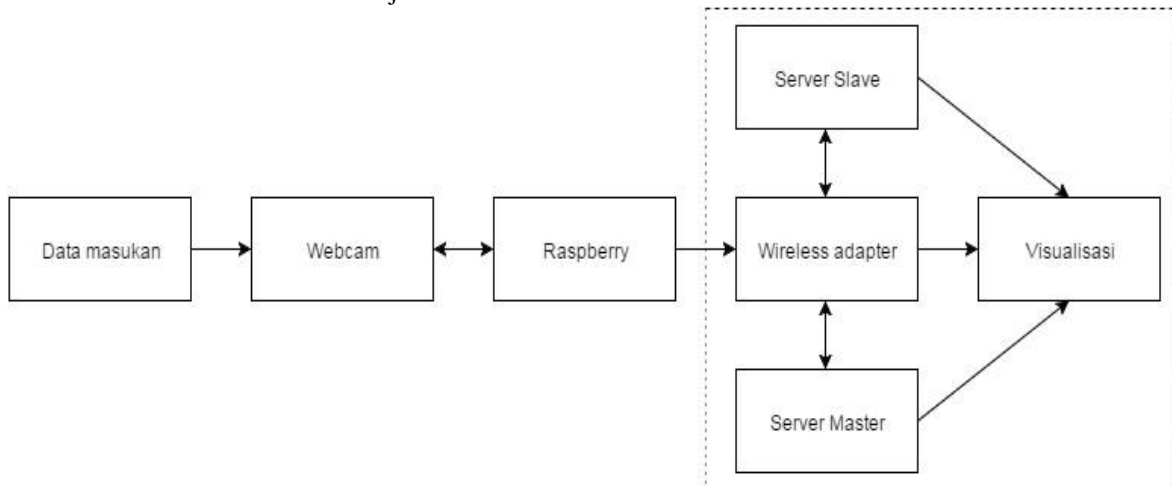 Server Slave
Data masukan
Webcam
Raspberry
Wireless adapter
Visualisasi
Server Master